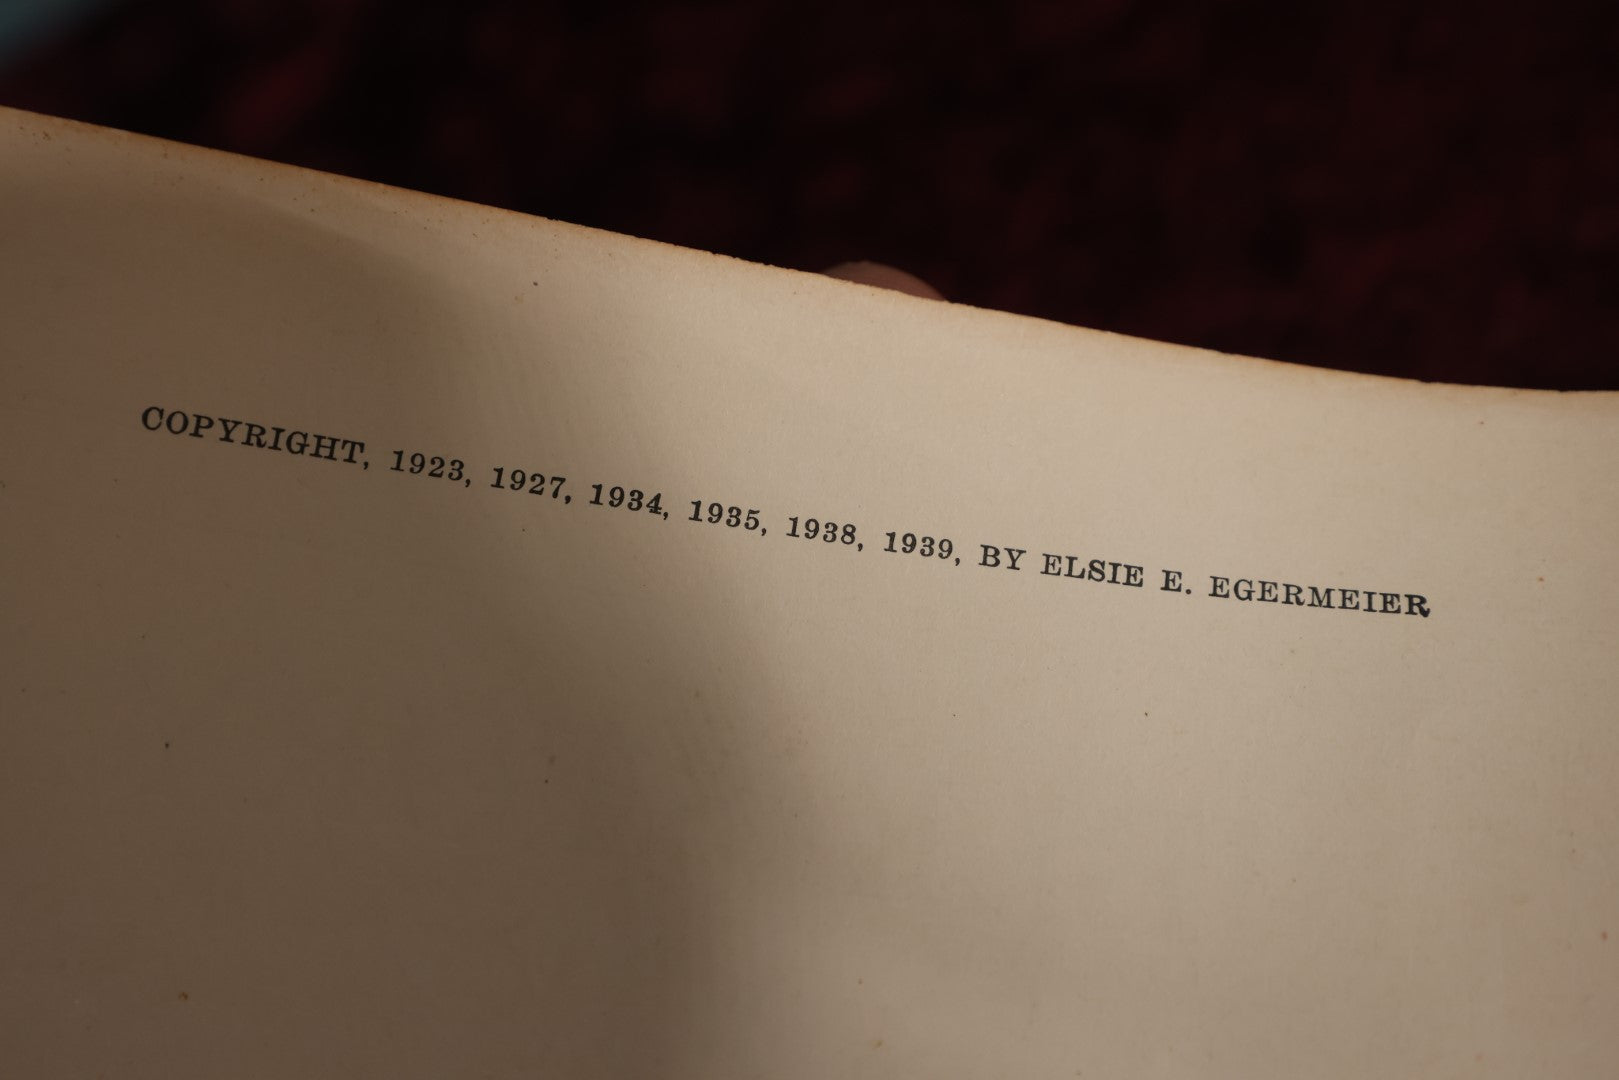 COPYRIGHT, 1923, 1927, 1934, 1935, 1938, 1939, BY ELSIE E. EGERMEIER